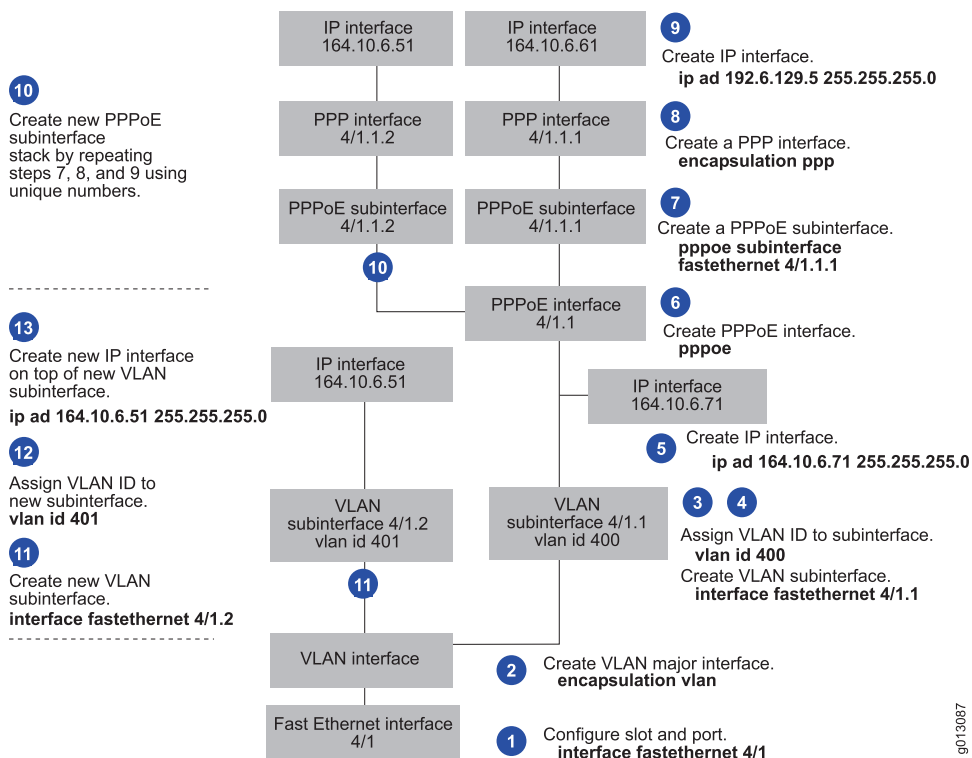 IP interface
164.10.6.51
IP interface
164.10.6.61
9
Create IP interface.
ip ad 192.6.129.5 255.255.255.0
10
Create new PPPoE
subinterface
stack by repeating
steps 7, 8, and 9 using
unique numbers.
PPP interface
4/1.1.2
PPP interface
4/1.1.1
8
Create a PPP interface.
encapsulation ppp
PPPoE subinterface
4/1.1.2
PPPoE subinterface
4/1.1.1
7
Create a PPPoE subinterface.
pppoe subinterface
fastethernet 4/1.1.1
10
PPPoE interface
4/1.1
6
Create PPPoE interface.
pppoe
13
Create new IP interface
on top of new VLAN
subinterface.
ip ad 164.10.6.51 255.255.255.0
IP interface
164.10.6.51
IP interface
164.10.6.71
5
Create IP interface.
ip ad 164.10.6.71 255.255.255.0
12
Assign VLAN ID to
new subinterface.
vlan id 401
VLAN
subinterface 4/1.2
vlan id 401
VLAN
subinterface 4/1.1
vlan id 400
3
4
Assign VLAN ID to subinterface.
vlan id 400
Create VLAN subinterface.
interface fastethernet 4/1.1
11
Create new VLAN
subinterface.
interface fastethernet 4/1.2
11
VLAN interface
2
Create VLAN major interface.
encapsulation vlan
Fast Ethernet interface
4/1
1
Configure slot and port.
interface fastethernet 4/1
g013087